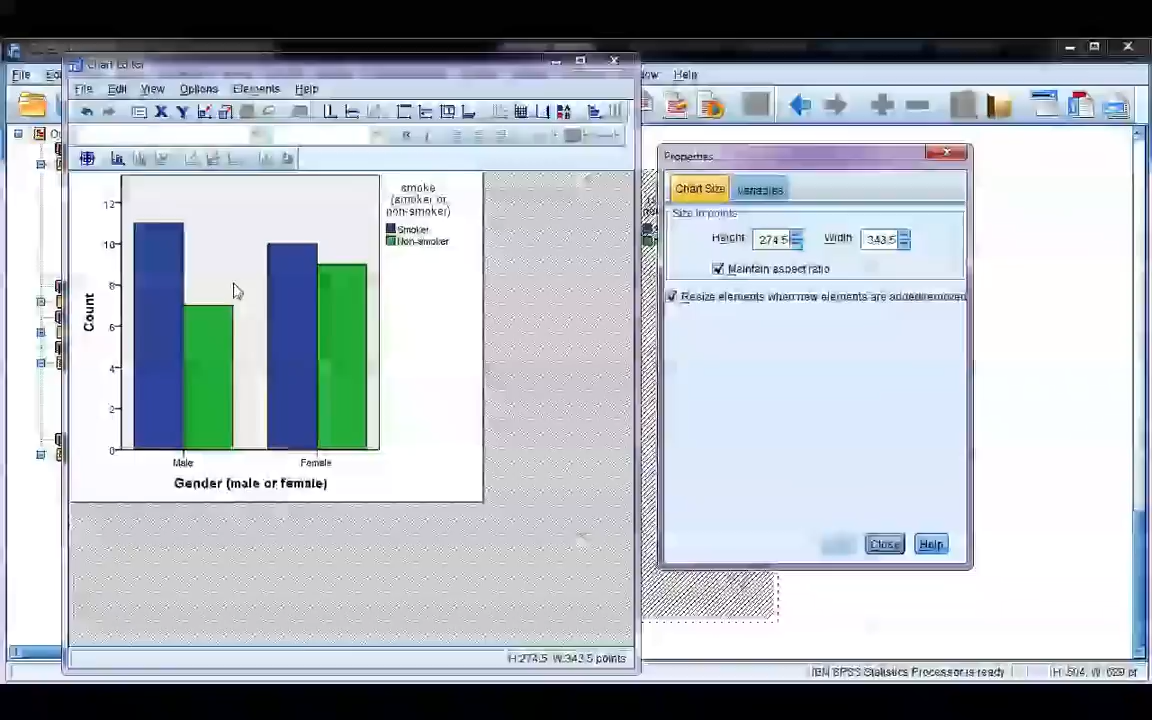 Chart Editor
File Edit View Options Elements Help
File
Help
X Y
B I
12
10
8
6
4
2
0
Count
Male Female
Gender (male or female)
smoke
(smoker or
non-smoker)
Smoker
Non-smoker
H:274.5 W:343.5 points
Properties
Chart Size Variables
Size in points
Height 274.5 Width 343.5
Maintain aspect ratio
Resize elements when new elements are added/removed
Close Help
IBM SPSS Statistics Processor is ready
H: 504, W: 629 pt